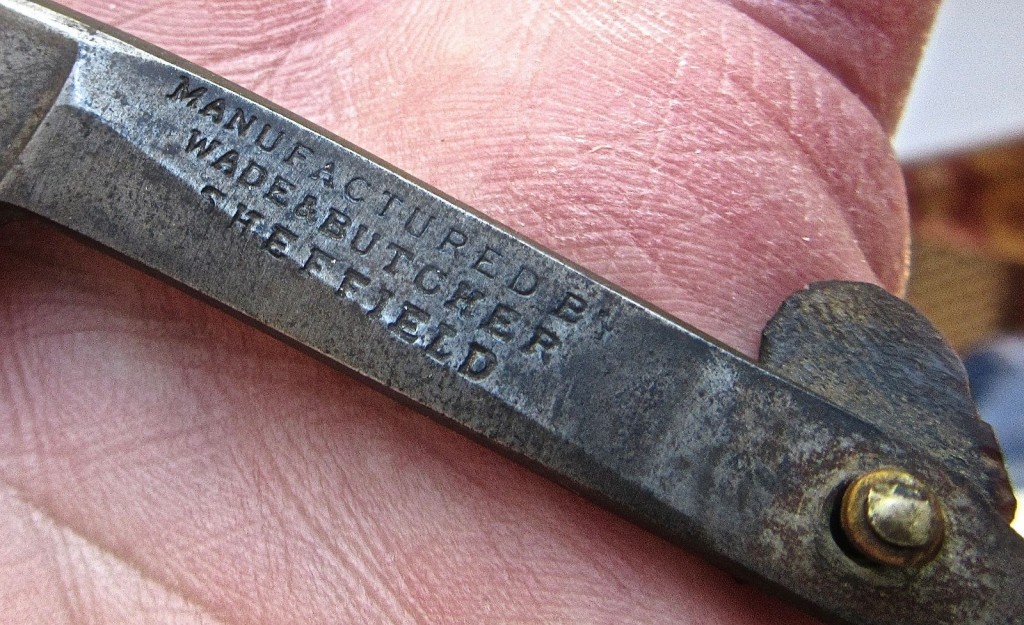 MANUFACTURED BY
WADE & BUTCHER
SHEFFIELD